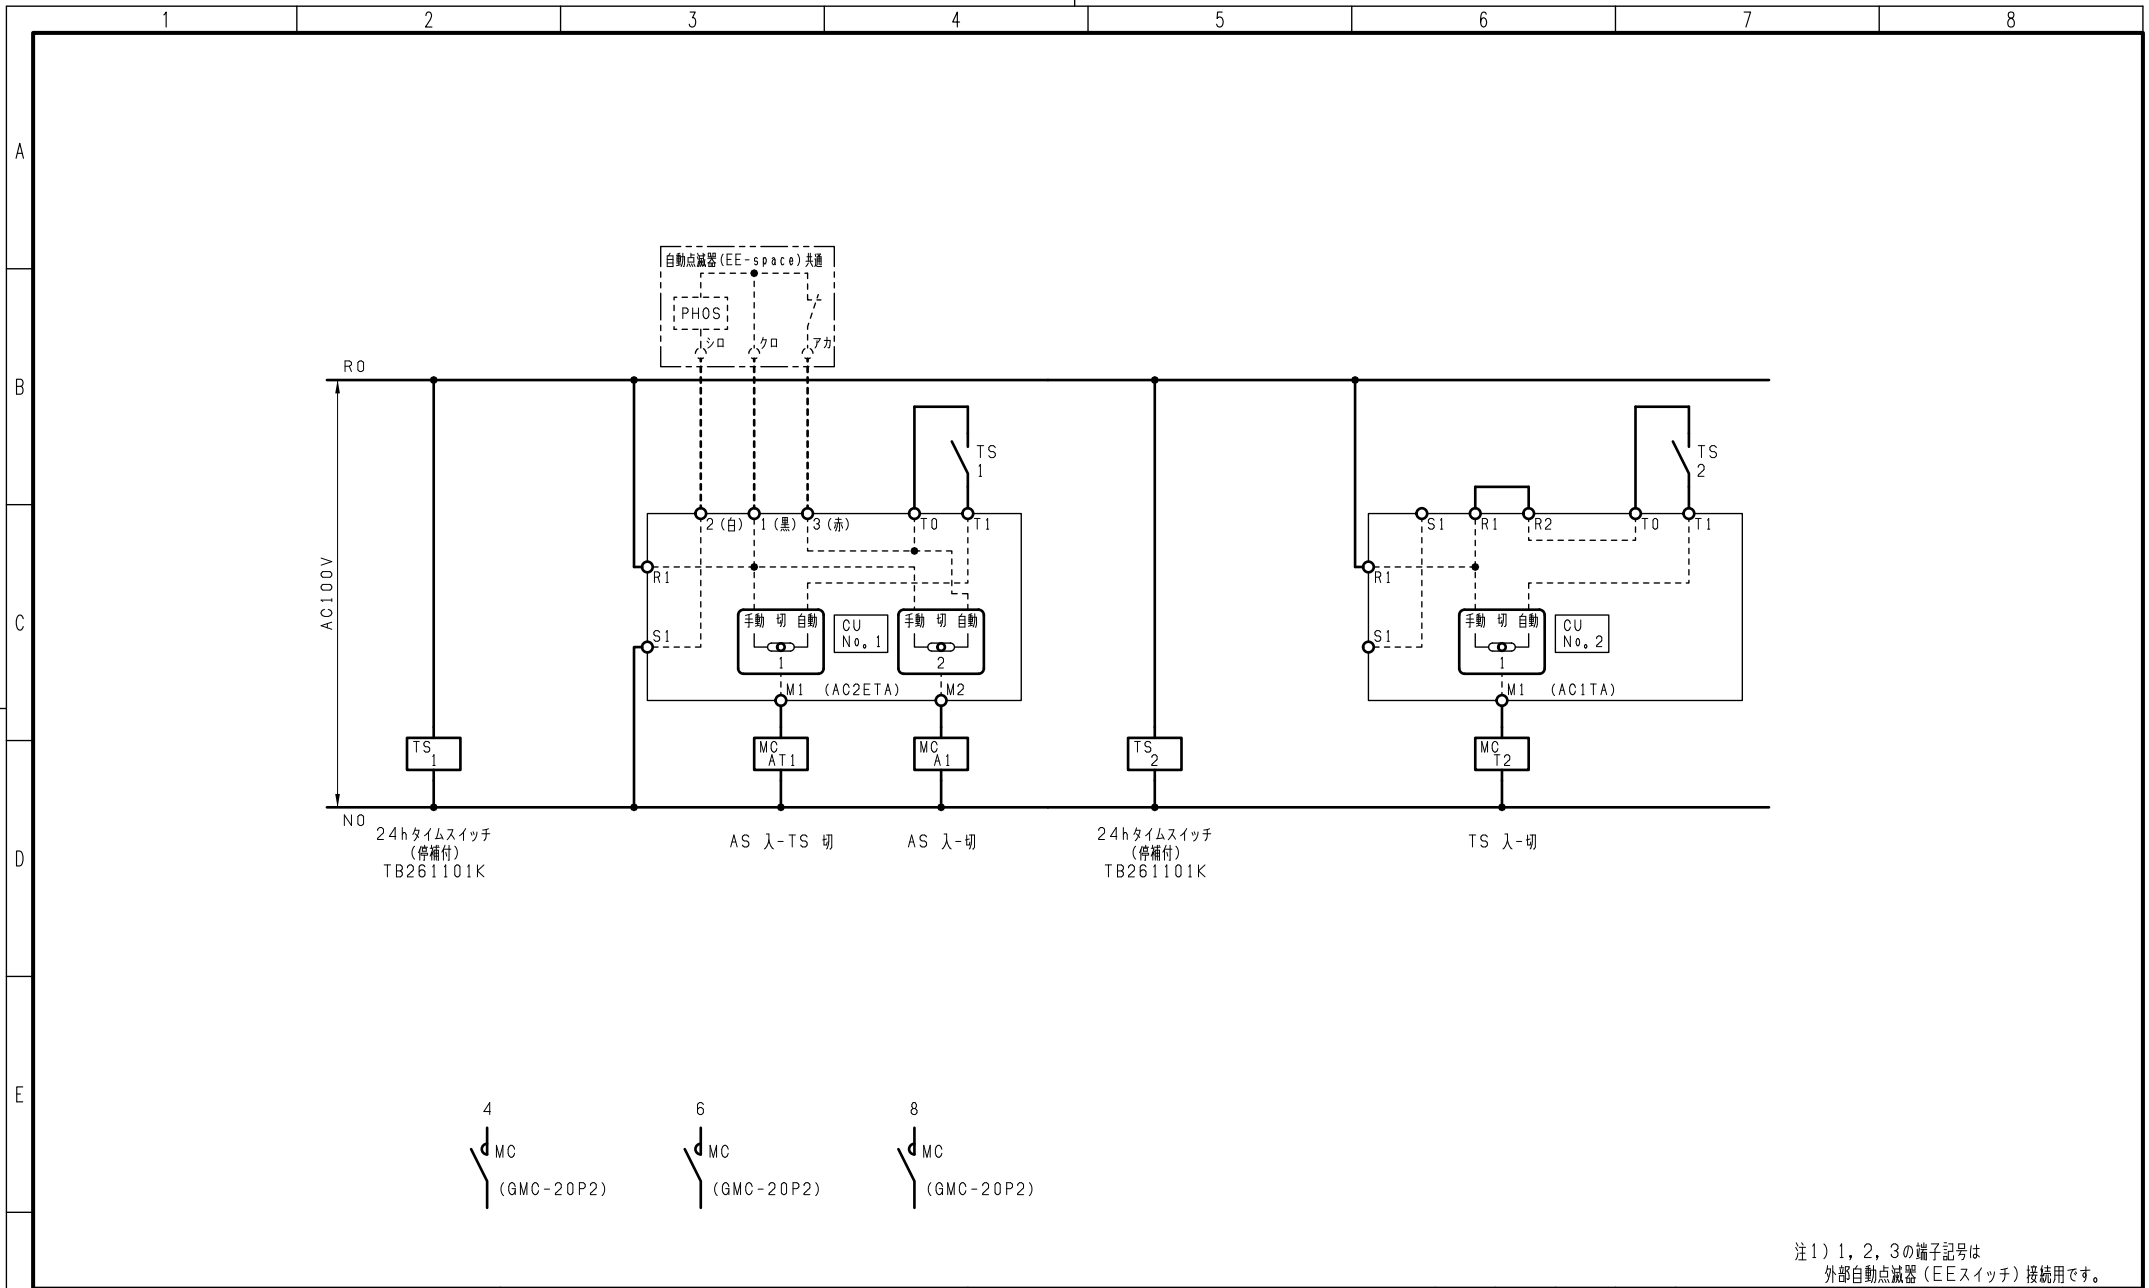 1 2 3 4 5 6 7 8
A
B
C
D
E
自動点滅器(EE-space)共通
PHOS
シロ クロ アカ
R0
AC100V
N0
TS
1
TS
2
2(白) 1(黒) 3(赤) T0 T1
R1
S1
手動 切 自動
1
CU
No。1
手動 切 自動
2
M1 (AC2ETA) M2
S1 R1 R2 T0 T1
R1
S1
手動 切 自動
1
CU
No。2
M1 (AC1TA)
TS
1
MC
AT1
MC
A1
TS
2
MC
T2
24hタイムスイッチ
(停補付)
TB261101K
AS 入-TS 切
AS 入-切
24hタイムスイッチ
(停補付)
TB261101K
TS 入-切
4
MC
(GMC-20P2)
6
MC
(GMC-20P2)
8
MC
(GMC-20P2)
注1)1,2,3の端子記号は
外部自動点滅器(EEスイッチ)接続用です。